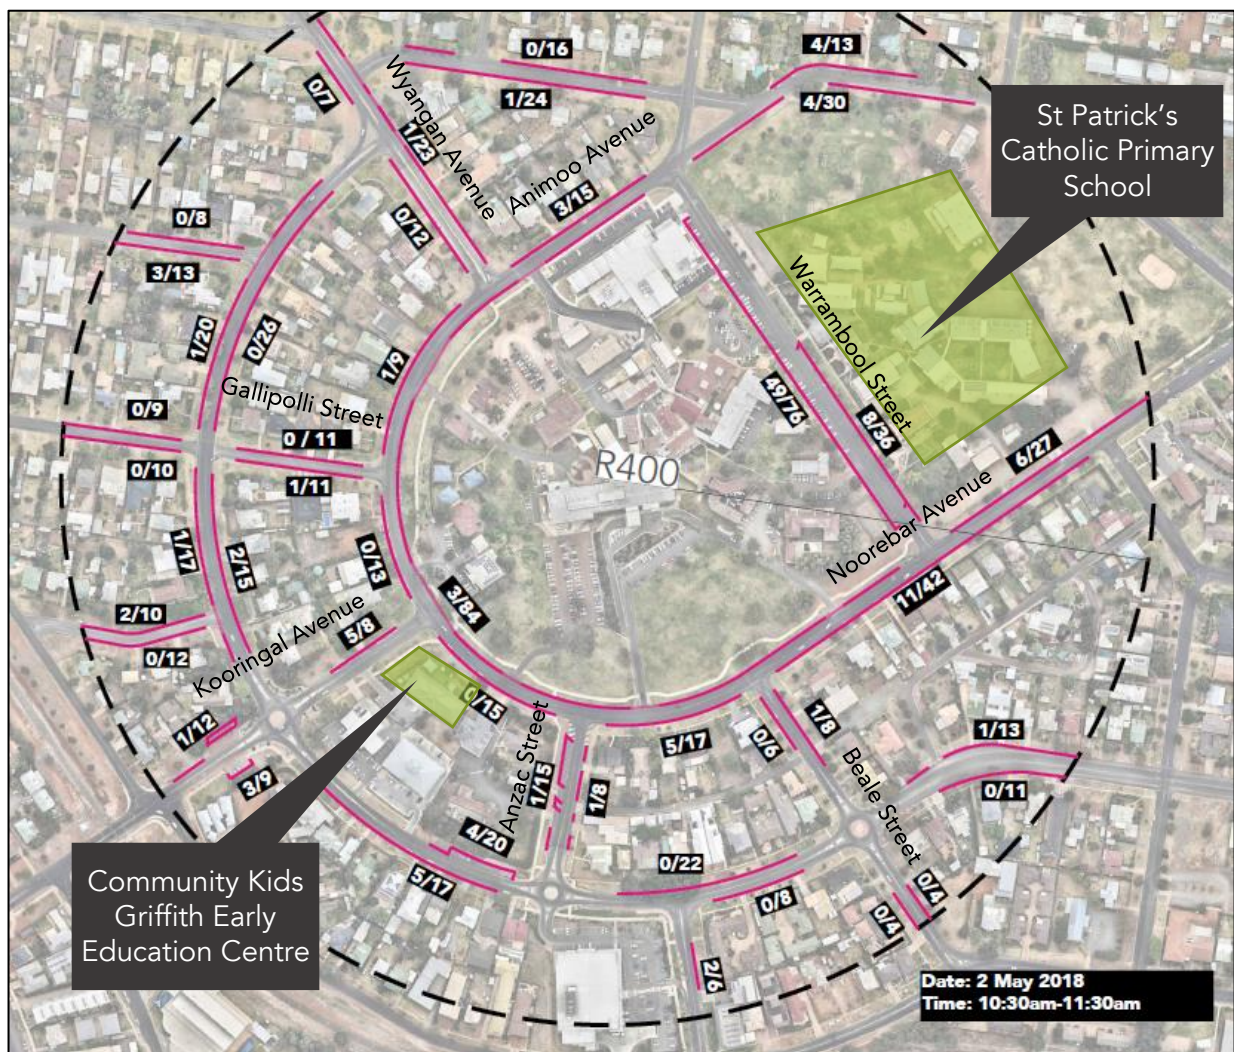 0/16
4/13
0/7
1/24
4/30
Wyangan Avenue
1/23
Animoo Avenue
St Patrick's
Catholic Primary
School
3/15
0/8
0/12
3/13
Warrambool Street
1/20
0/26
1/9
Gallipolli Street
49/76
0/9
0 / 11
8/36
6/27
R400
0/10
1/11
Noorebar Avenue
1/17
2/15
0/13
3/84
11/42
2/10
Kooringal Avenue
5/8
0/12
0/15
1/12
Anzac Street
5/17
0/6
1/8
1/13
3/9
1/15
1/8
Beale Street
0/11
4/20
5/17
0/22
0/8
0/4
0/4
Community Kids
Griffith Early
Education Centre
2/6
Date: 2 May 2018
Time: 10:30am-11:30am